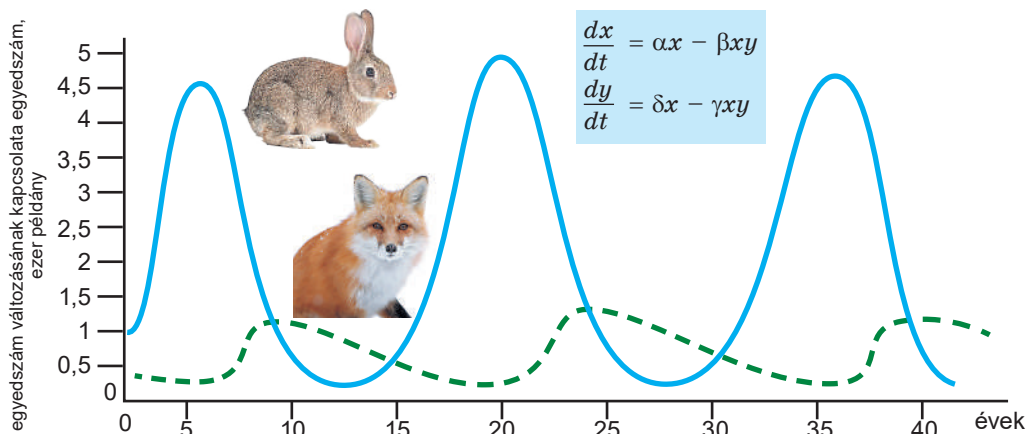 egyedszám változásának kapcsolata egyedszám,
ezer példány
5
4,5
4
3,5
3
2,5
2
1,5
1
0,5
0
dx/dt = αx − βxy
dy/dt = δx − γxy
0 5 10 15 20 25 30 35 40 évek